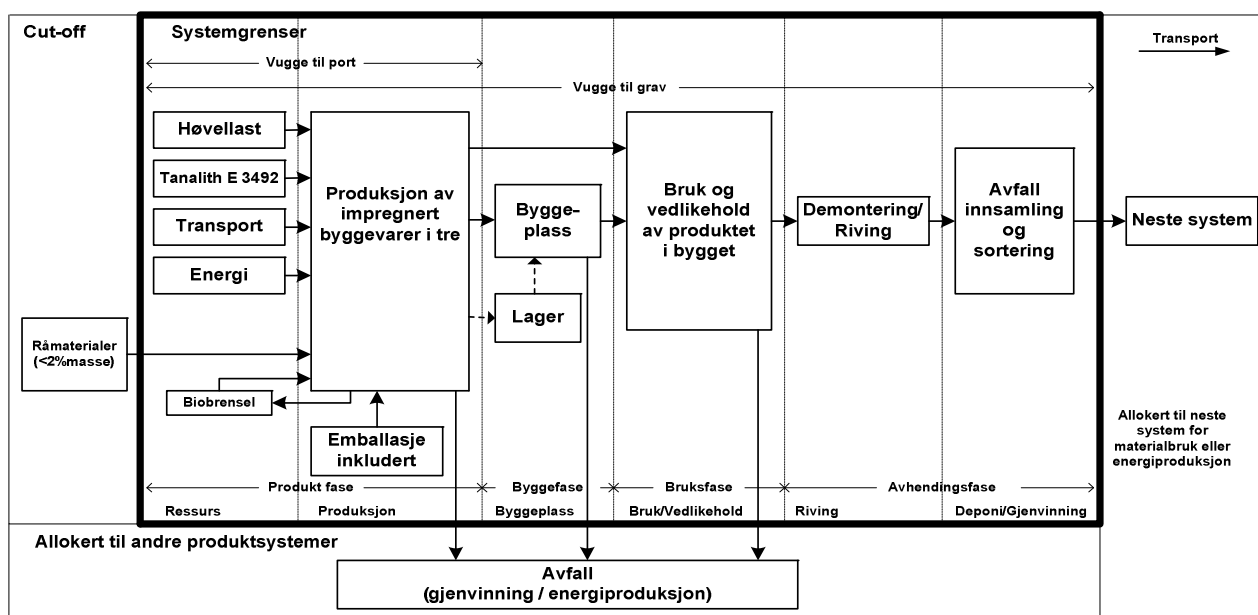 Cut-off
Systemgrenser
Transport
Vugge til port
Vugge til grav
Høvellast
Tanalith E 3492
Transport
Energi
Råmaterialer
(<2%masse)
Biobrensel
Produksjon av
impregnert
byggevarer i tre
Emballasje
inkludert
Bygge-
plass
Lager
Bruk og
vedlikehold
av produktet
i bygget
Demontering/
Riving
Avfall
innsamling
og
sortering
Neste system
Allokert til neste
system for
materialbruk eller
energiproduksjon
Produkt fase
Byggefase
Bruksfase
Avhendingsfase
Ressurs
Produksjon
Byggeplass
Bruk/Vedlikehold
Riving
Deponi/Gjenvinning
Allokert til andre produktsystemer
Avfall
(gjenvinning / energiproduksjon)